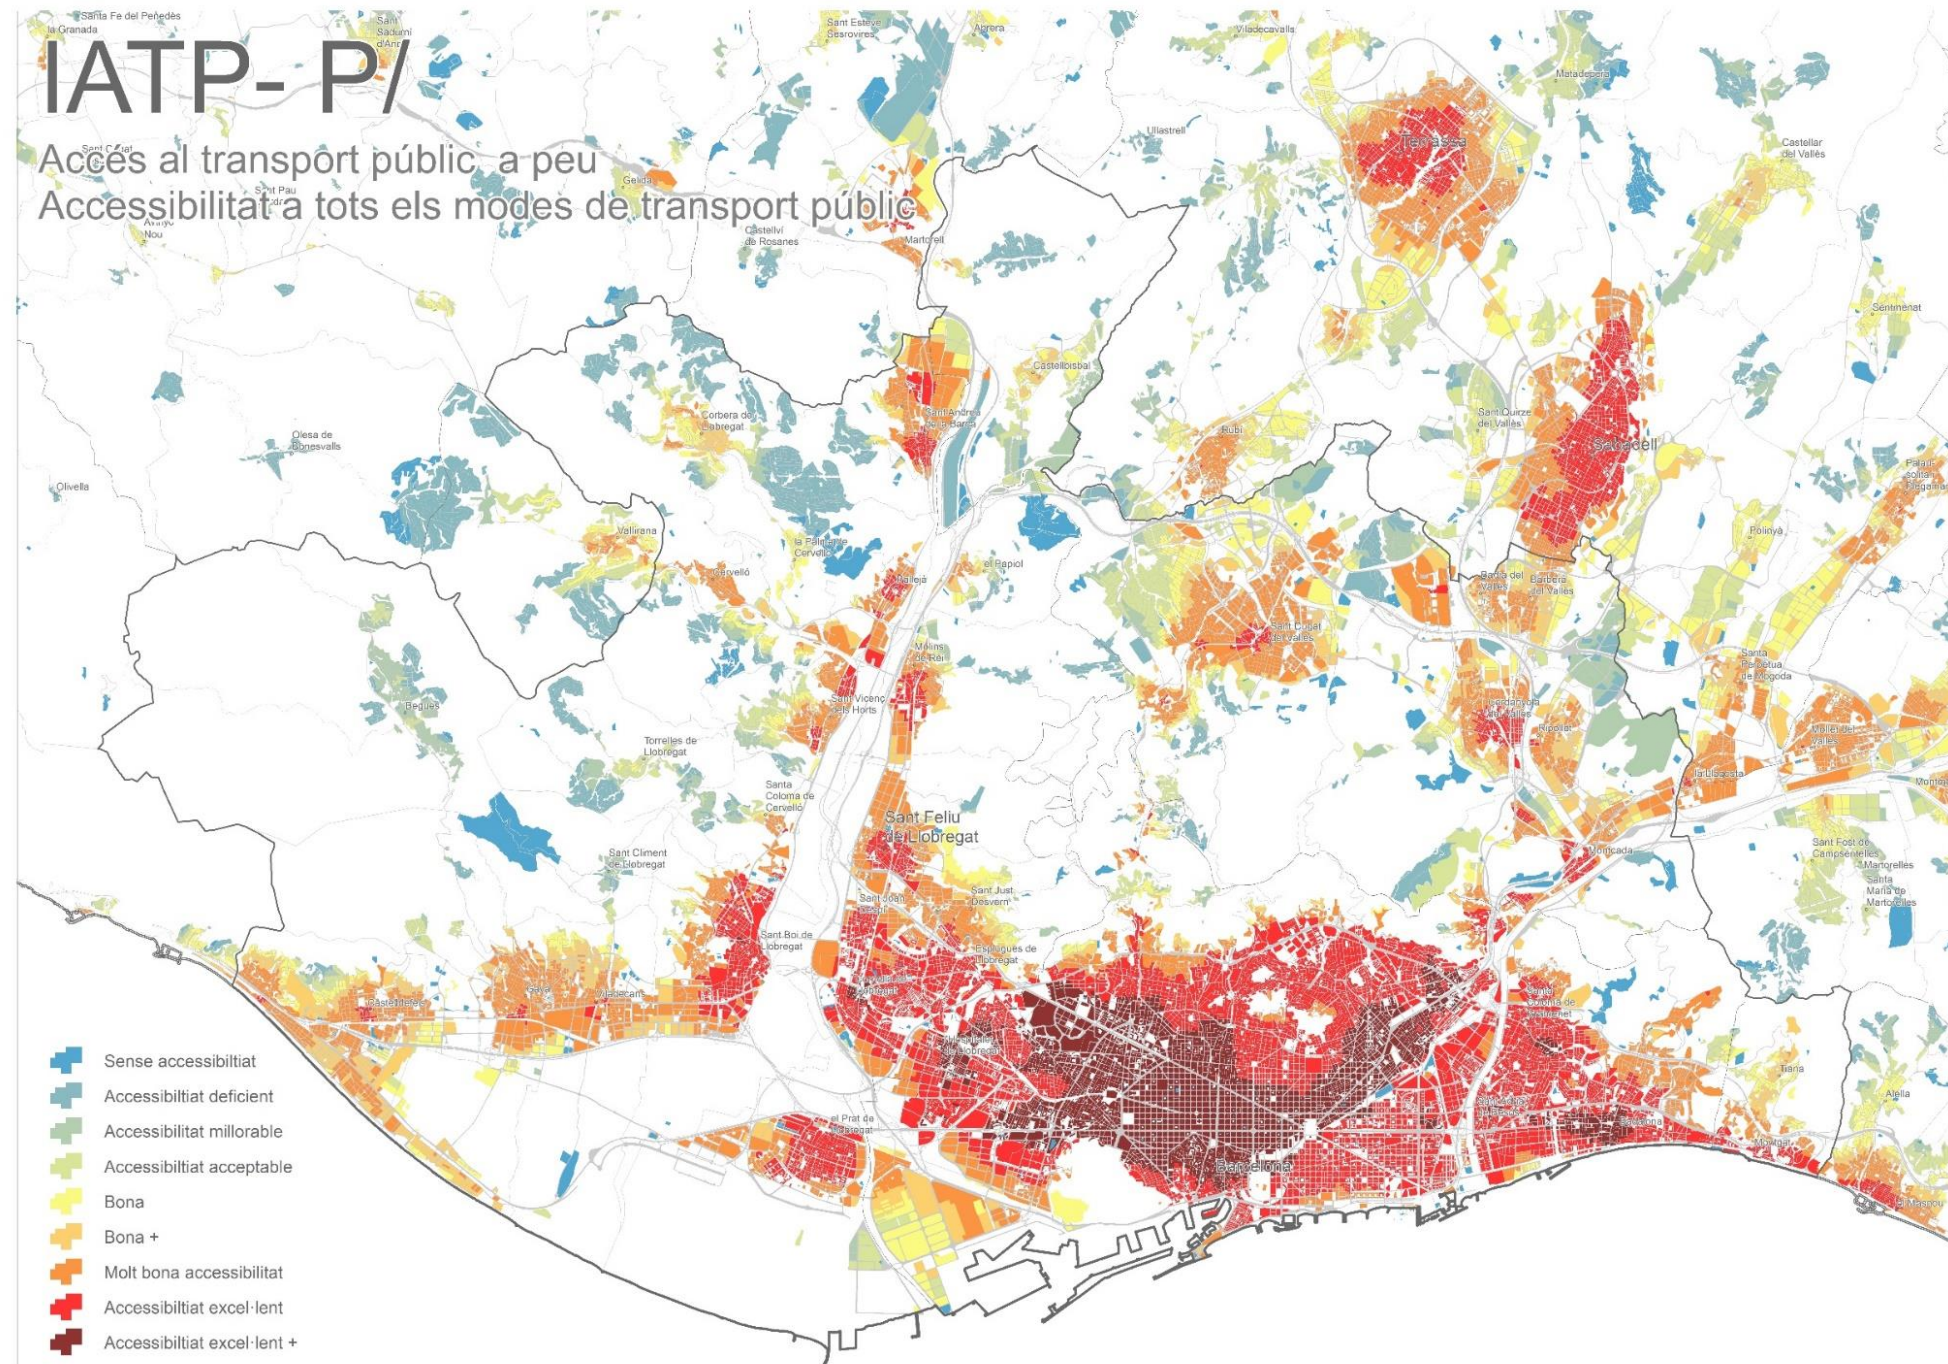 Santa Fe del Penedès
la Granada
Sant
Sadurní
Sant Esteve
Sesrovires
Abrera
Viladecavalls
Matadepera
IATP- P/
Accés al transport públic a peu
Accessibilitat a tots els modes de transport públic
Ullastrell
Terrassa
Castellar
del Vallès
Sant Pau
Gelida
Nou
Castellví
de Rosanes
Martorell
Sentmenat
Castellbisbal
Corbera de
Llobregat
Sant Andreu
de la Barca
Olesa de
Bonesvalls
Rubí
Sant Quirze
del Vallès
Sabadell
Olivella
Vallirana
la Palma de
Cervelló
Polinyà
Cervelló
Pallejà
el Papiol
Badia del
Vallès
Barberà
del Vallès
Sant Cugat
del Vallès
Molins
de Rei
Santa
Perpètua
de Mogoda
Begues
Sant Vicenç
dels Horts
Cerdanyola
del Vallès
Ripollet
Mollet del
Vallès
Torrelles de
Llobregat
la Llagosta
Santa
Coloma de
Cervelló
Sant Feliu
de Llobregat
Sant Climent
de Llobregat
Montcada
Sant Fost de
Campsentelles
Martorelles
Santa
Maria de
Martorelles
Sant Just
Desvern
Sant Joan
Despí
Sant Boi de
Llobregat
Esplugues de
Llobregat
Castelldefels
Gavà
Viladecans
Santa
Coloma de
Gramenet
Tiana
Alella
el Prat de
Llobregat
Badalona
Montgat
Barcelona
el Masnou
Sense accessibiltiat
Accessibiltiat deficient
Accessibilitat millorable
Accessibiltiat acceptable
Bona
Bona +
Molt bona accessibilitat
Accessibiltiat excel·lent
Accessibiltiat excel·lent +